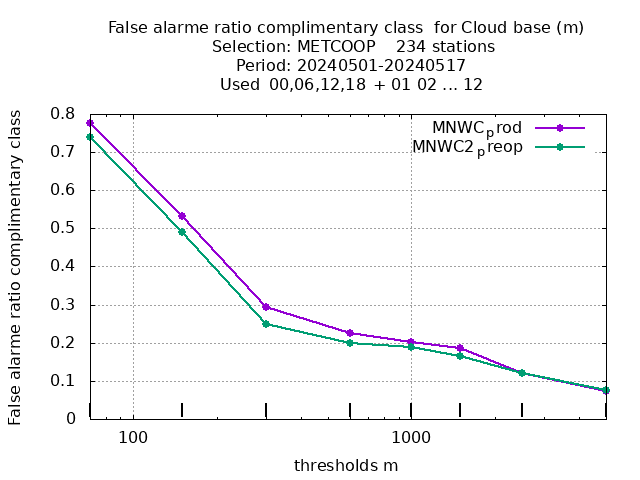 False alarme ratio complimentary class for Cloud base (m)
Selection: METCOOP 234 stations
Period: 20240501-20240517
Used 00,06,12,18 + 01 02 ... 12
False alarme ratio complimentary class
0.8
0.7
0.6
0.5
0.4
0.3
0.2
0.1
0
MNWCprod
MNWC2preop
100 1000
thresholds m